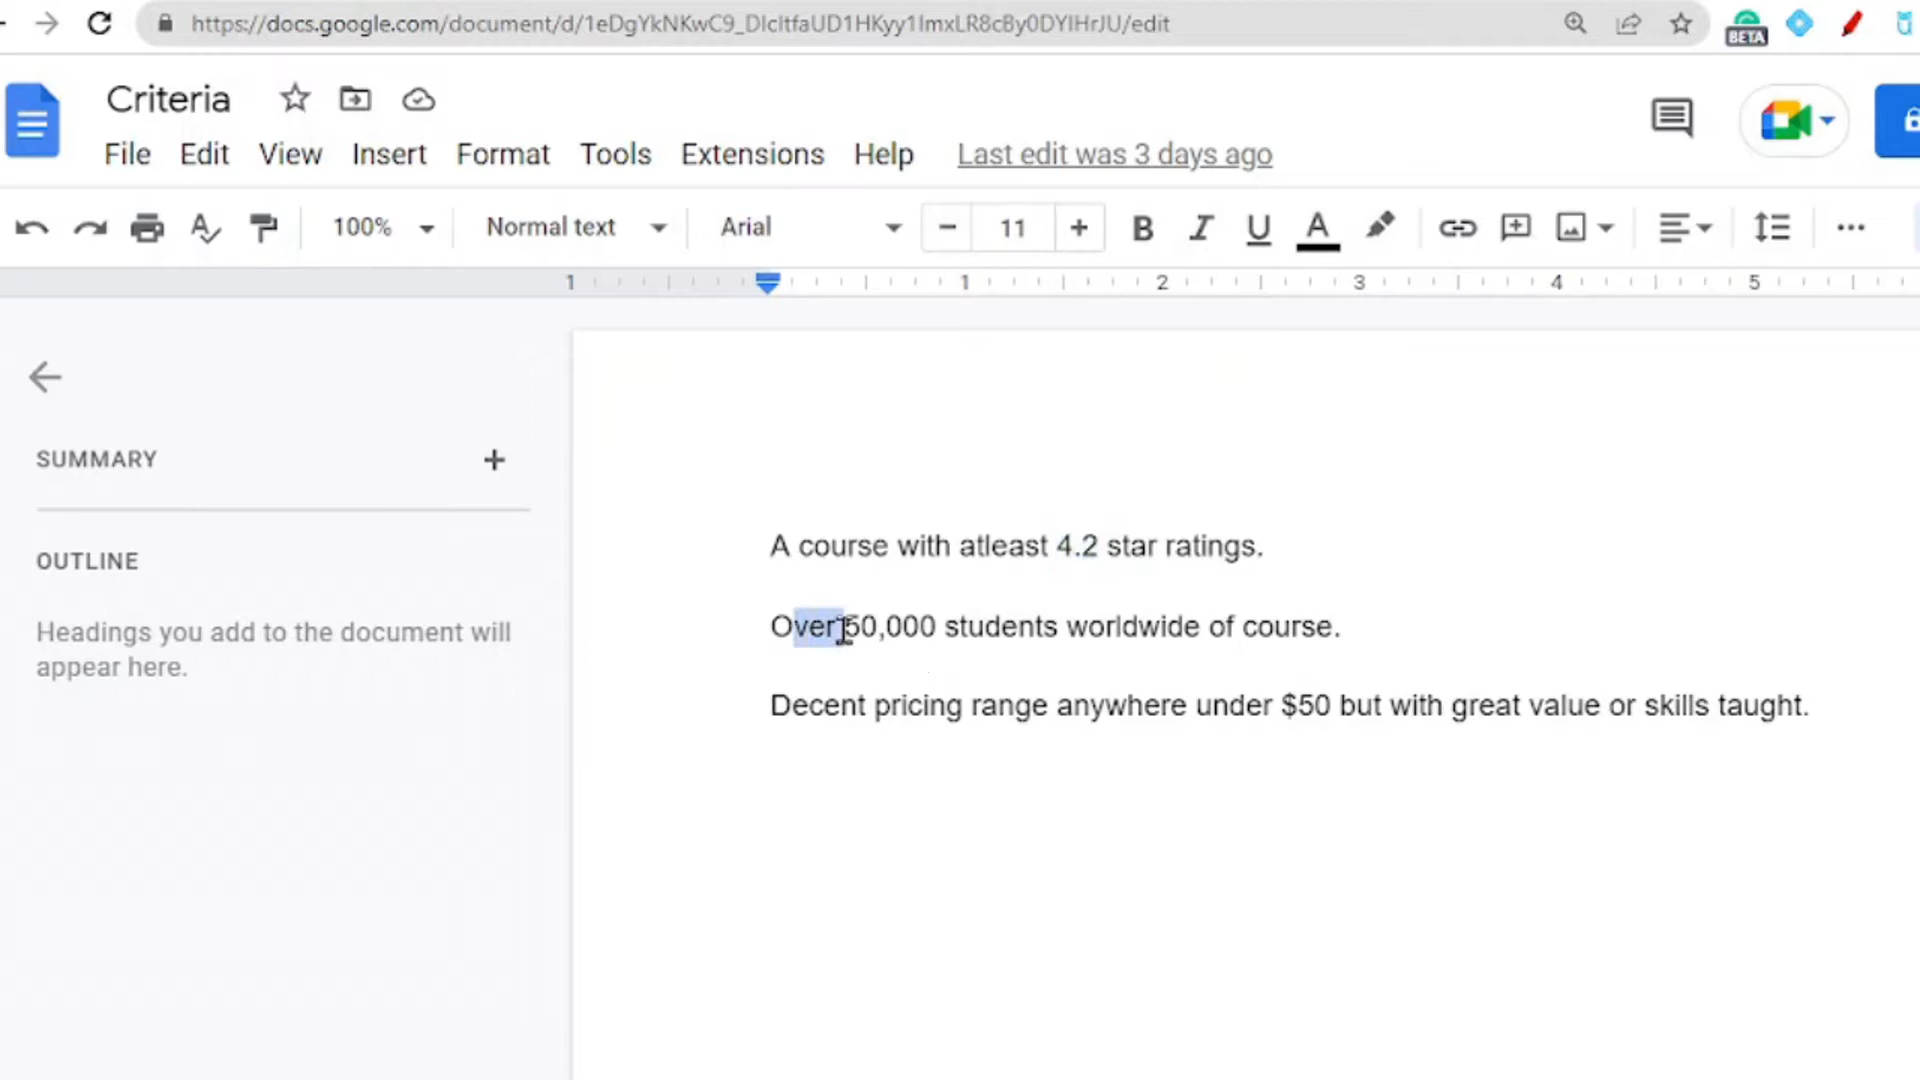 https://docs.google.com/document/d/1eDgYkNKwC9_DlcItfaUD1HKyy1ImxLR8cBy0DYIHrJU/edit
BETA
Criteria
File Edit View Insert Format Tools Extensions Help Last edit was 3 days ago
100% Normal text Arial - 11 + B I U A
1 1 2 3 4 5
SUMMARY +
OUTLINE
Headings you add to the document will
appear here.
A course with atleast 4.2 star ratings.
Over 50,000 students worldwide of course.
Decent pricing range anywhere under $50 but with great value or skills taught.